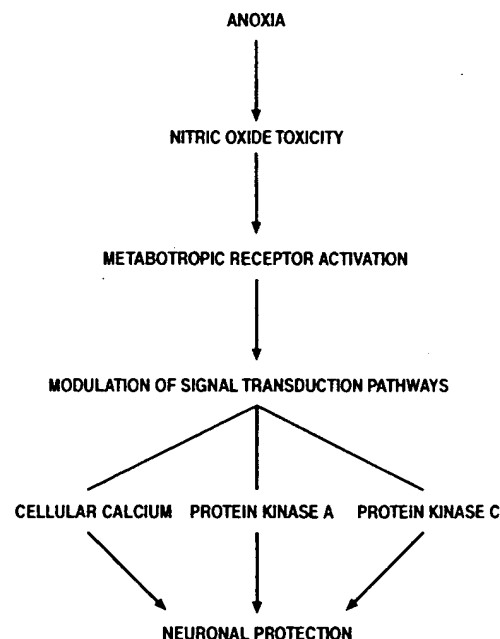 ANOXIA
NITRIC OXIDE TOXICITY
METABOTROPIC RECEPTOR ACTIVATION
MODULATION OF SIGNAL TRANSDUCTION PATHWAYS
CELLULAR CALCIUM PROTEIN KINASE A PROTEIN KINASE C
NEURONAL PROTECTION